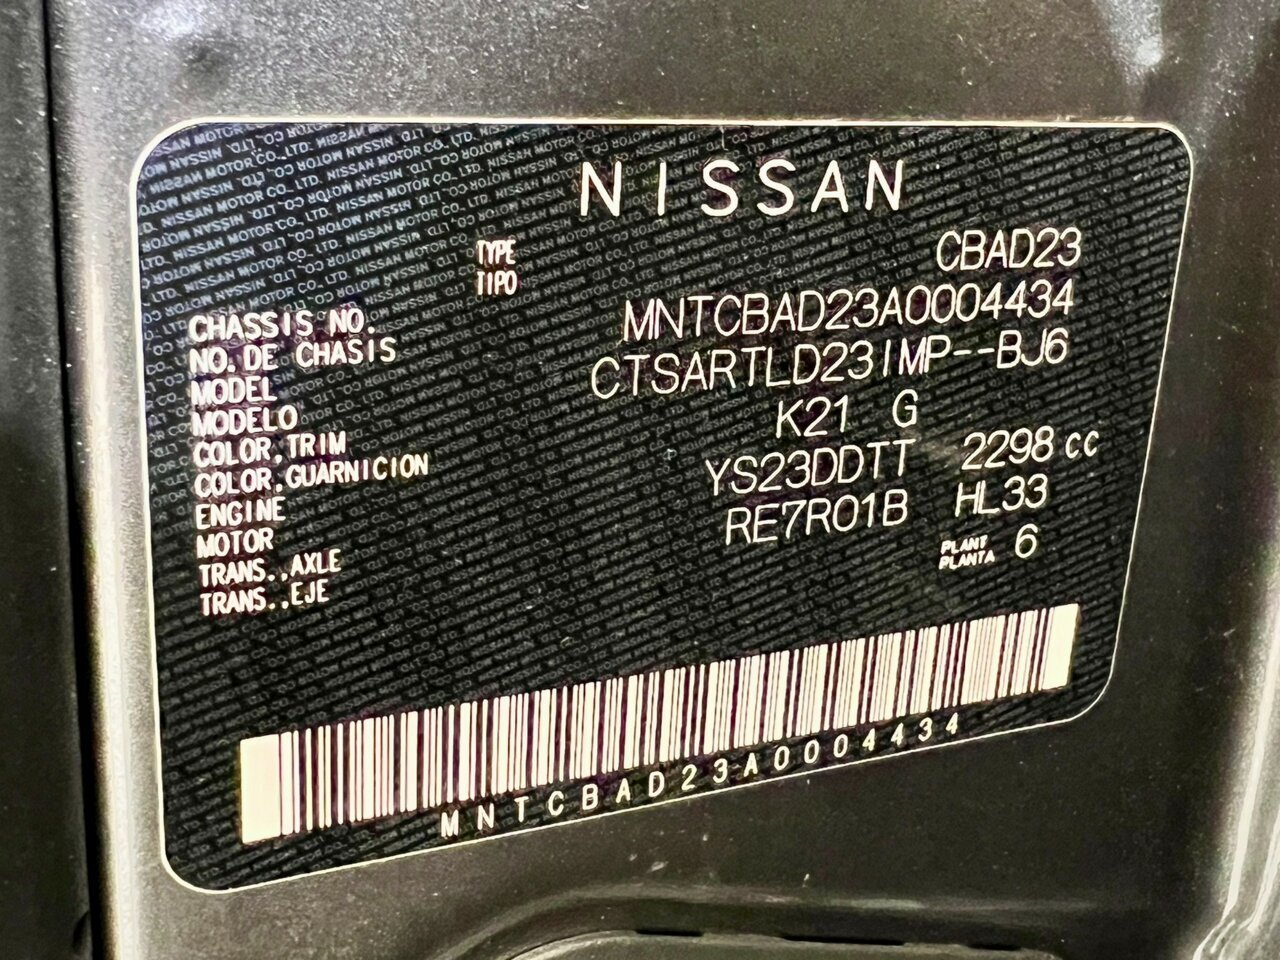 NISSAN
TYPE CBAD23
TIPO
CHASSIS NO. MNTCBAD23A0004434
NO. DE CHASIS
MODEL CTSARTLD23IMP--BJ6
MODELO
COLOR,TRIM K21 G
COLOR,GUARNICION
ENGINE YS23DDTT 2298 cc
MOTOR
TRANS.,AXLE RE7R01B HL33
TRANS.,EJE
PLANT 6
PLANTA
MNTCBAD23A0004434